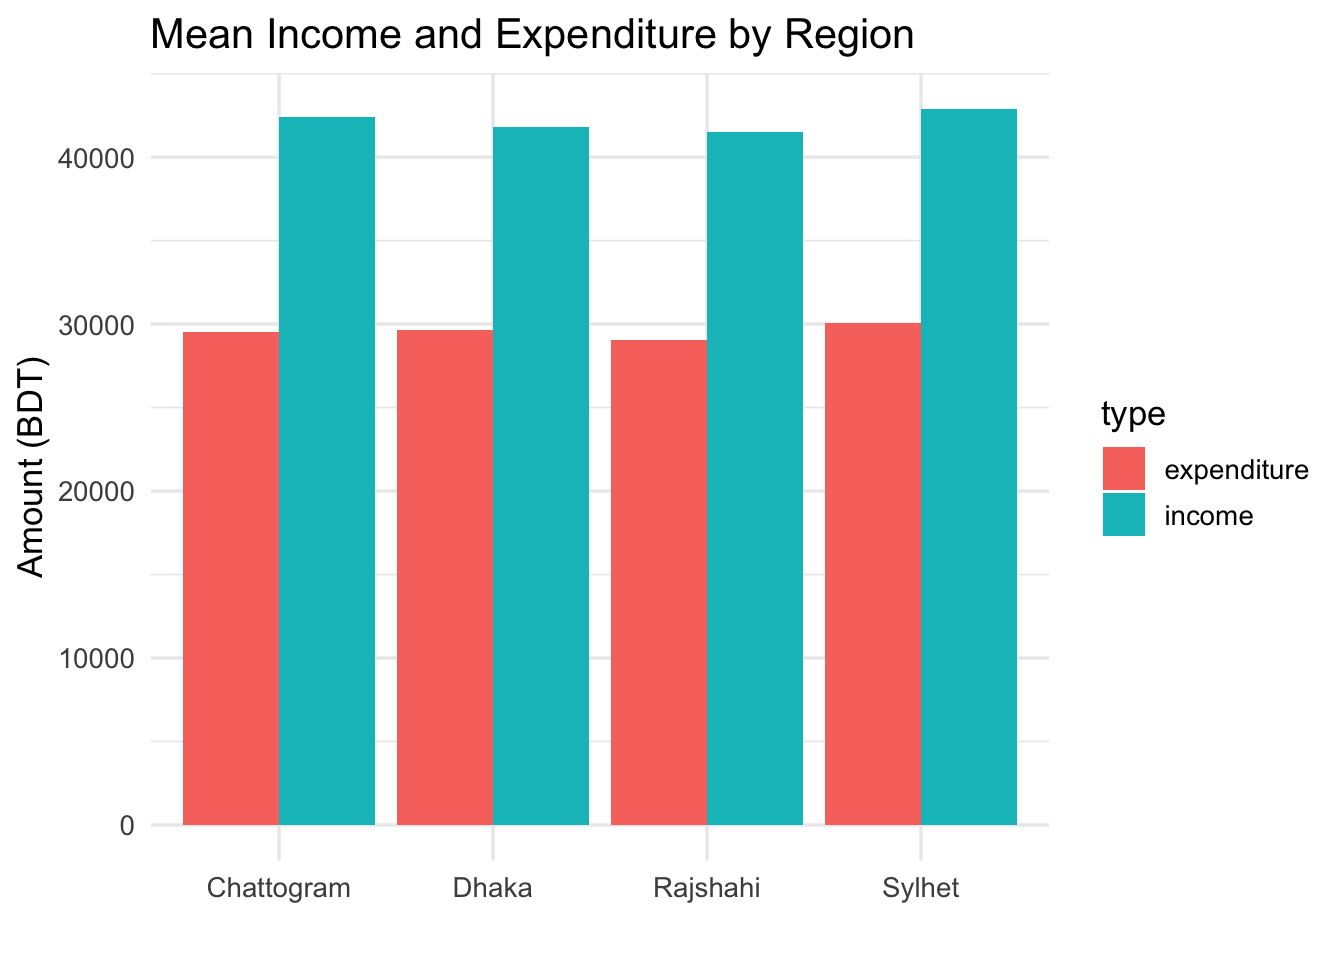 Mean Income and Expenditure by Region
Amount (BDT)
40000
30000
20000
10000
0
Chattogram
Dhaka
Rajshahi
Sylhet
type
expenditure
income